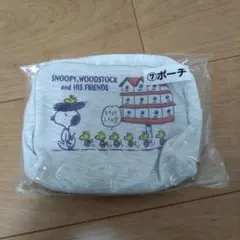 ⑦ポーチ
SNOOPY, WOODSTOCK
and HIS FRIENDS